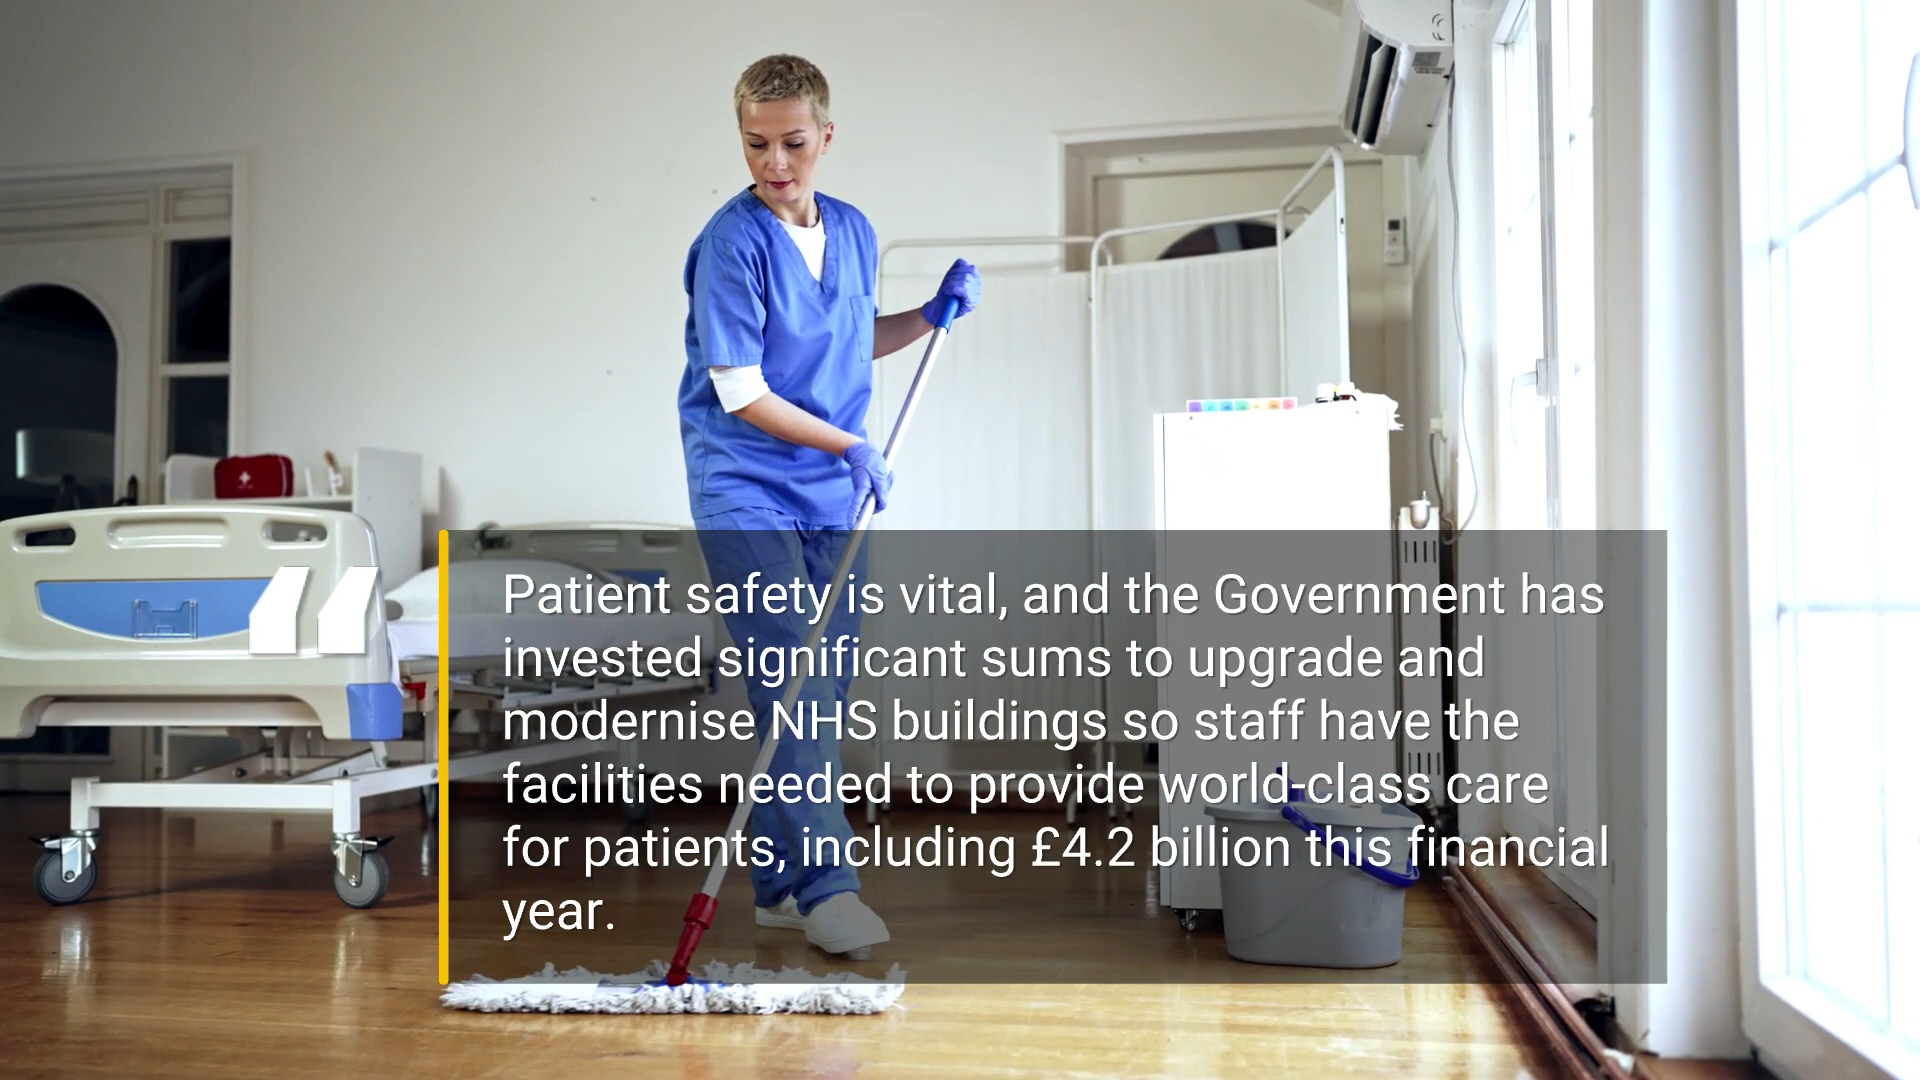 “
Patient safety is vital, and the Government has
invested significant sums to upgrade and
modernise NHS buildings so staff have the
facilities needed to provide world-class care
for patients, including £4.2 billion this financial
year.